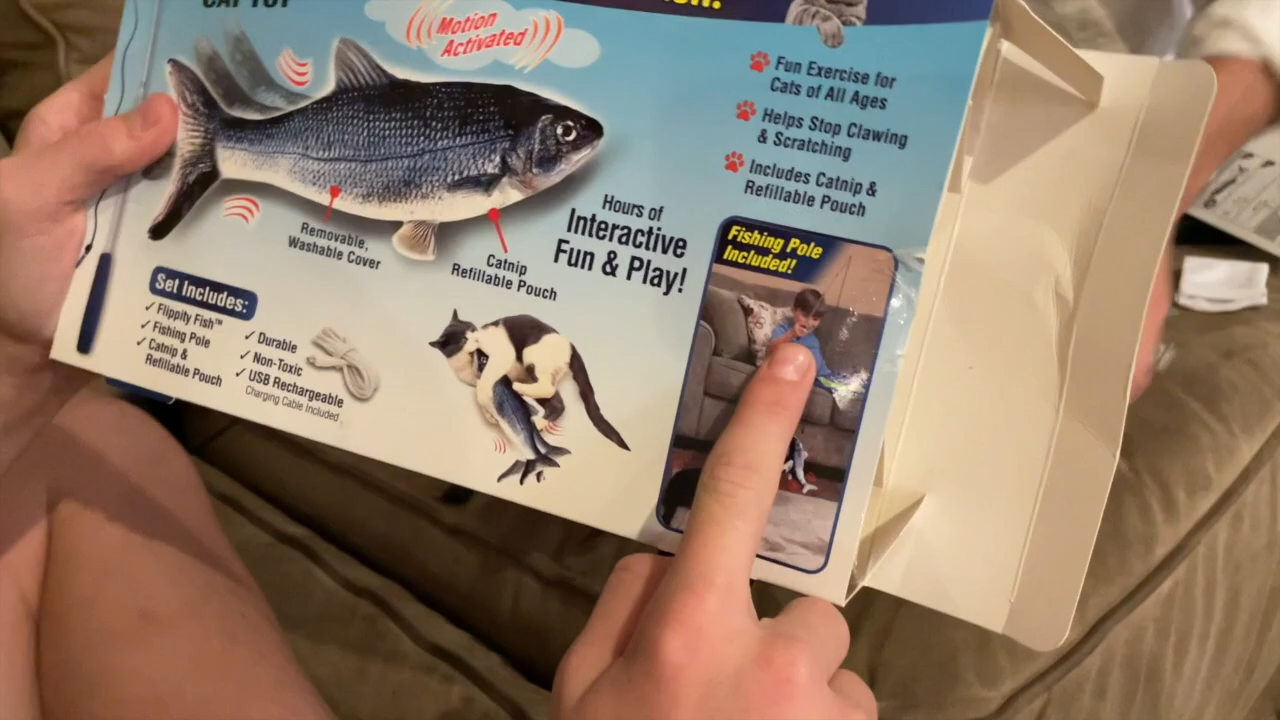 CAT TOY
Motion
Activated
Fun Exercise for
Cats of All Ages
Helps Stop Clawing
& Scratching
Includes Catnip &
Refillable Pouch
Hours of
Interactive
Fun & Play!
Removable,
Washable Cover
Catnip
Refillable Pouch
Fishing Pole
Included!
Set Includes:
✓ Flippity Fish™
✓ Fishing Pole
✓ Catnip &
Refillable Pouch
✓ Durable
✓ Non-Toxic
✓ USB Rechargeable
Charging Cable Included